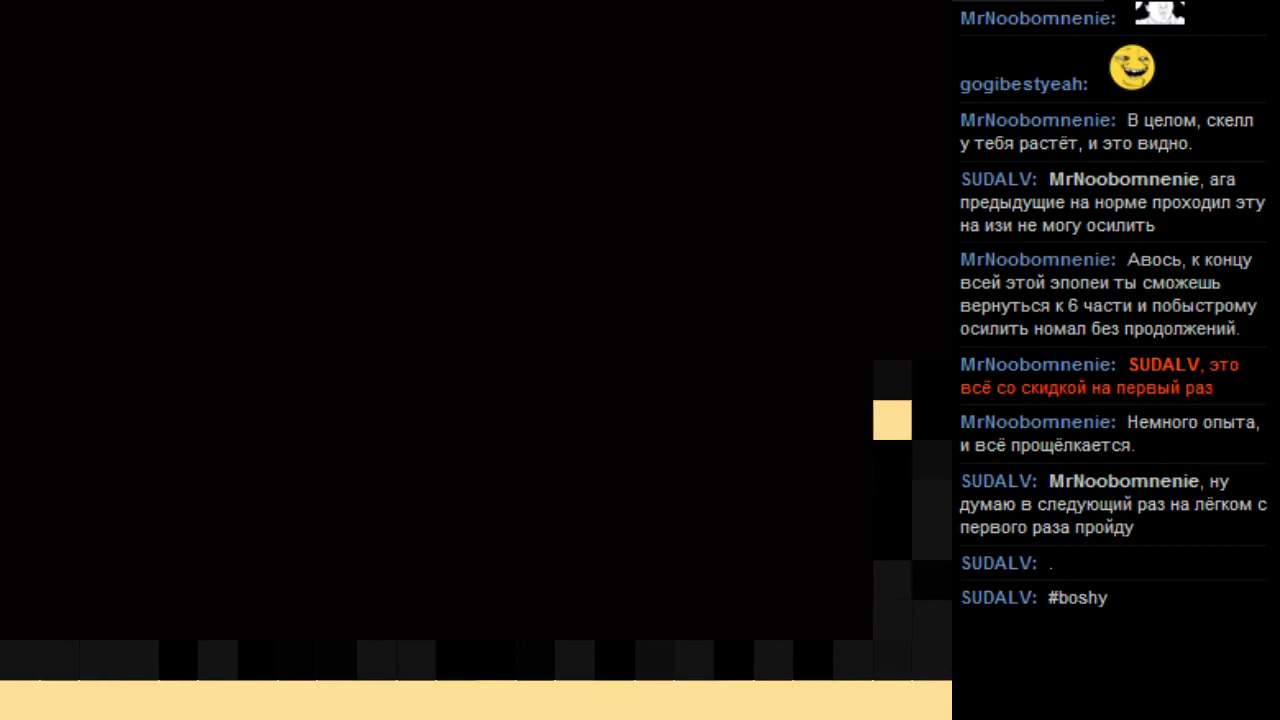 MrNoobomnenie:
gogibestyeah:
MrNoobomnenie: В целом, скелл
у тебя растёт, и это видно.
SUDALV: MrNoobomnenie, ага
предыдущие на норме проходил эту
на изи не могу осилить
MrNoobomnenie: Авось, к концу
всей этой эпопеи ты сможешь
вернуться к 6 части и побыстрому
осилить номал без продолжений.
MrNoobomnenie: SUDALV, это
всё со скидкой на первый раз
MrNoobomnenie: Немного опыта,
и всё прощёлкается.
SUDALV: MrNoobomnenie, ну
думаю в следующий раз на лёгком с
первого раза пройду
SUDALV: .
SUDALV: #boshy